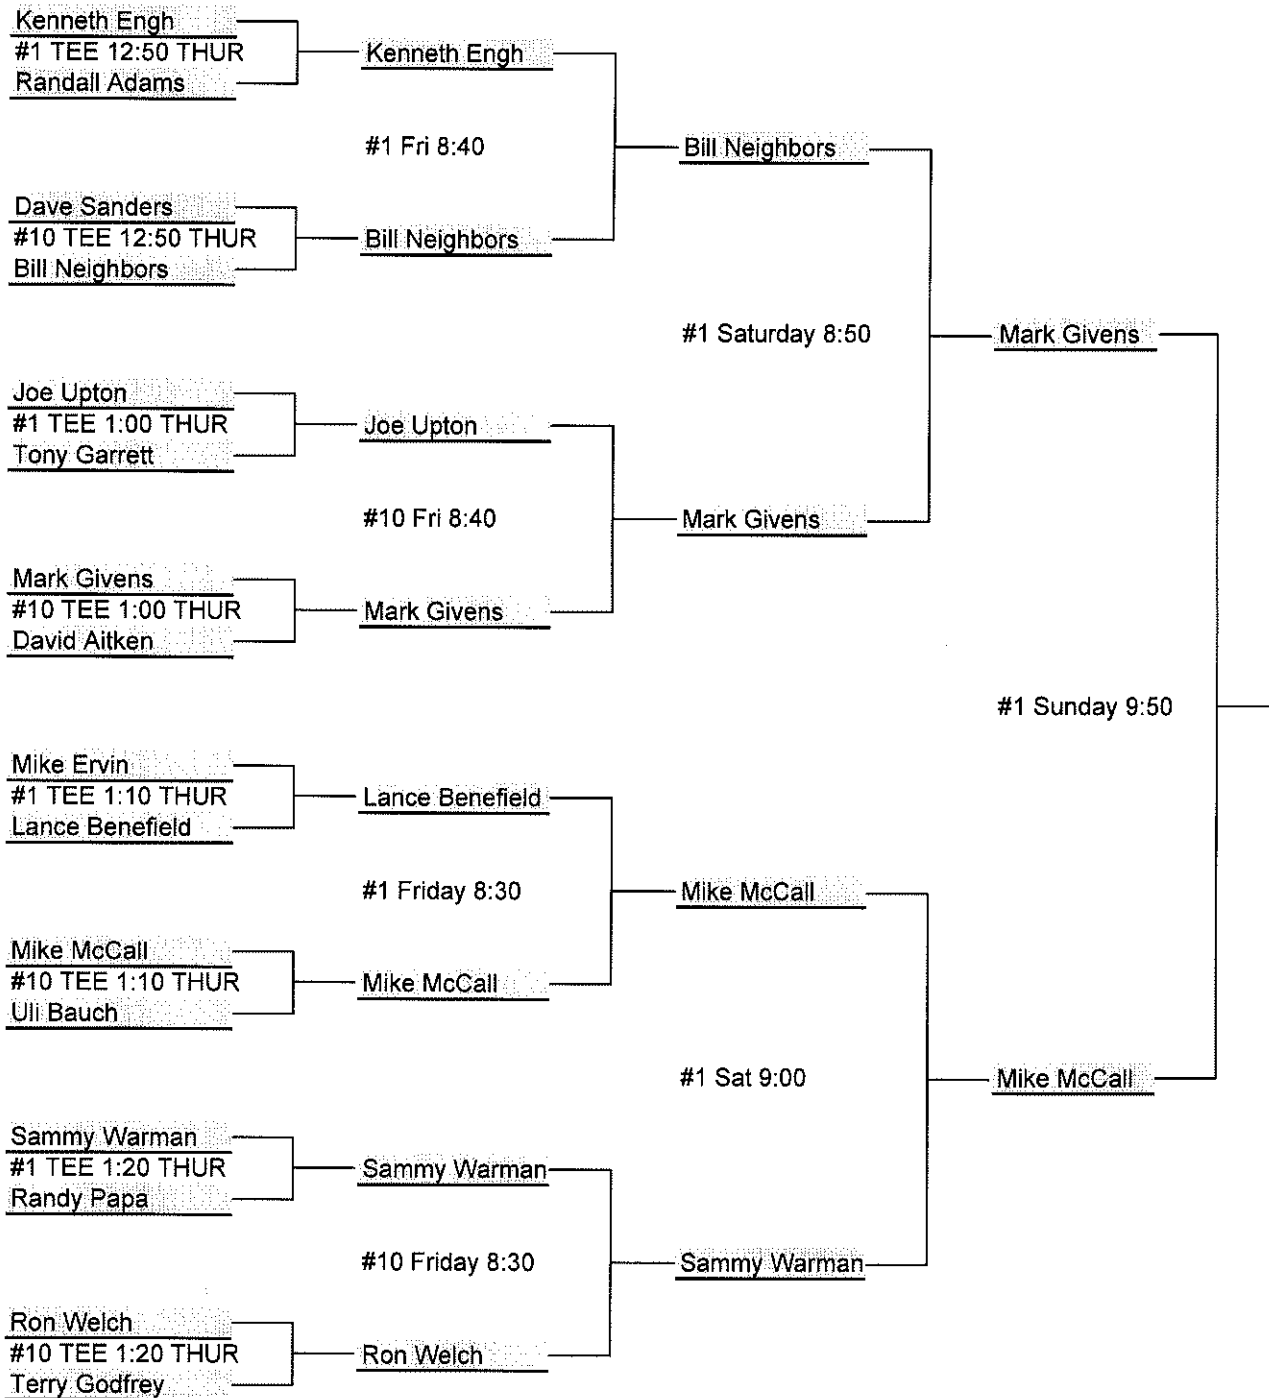 Kenneth Engh
#1 TEE 12:50 THUR
Randall Adams
Dave Sanders
#10 TEE 12:50 THUR
Bill Neighbors
Joe Upton
#1 TEE 1:00 THUR
Tony Garrett
Mark Givens
#10 TEE 1:00 THUR
David Aitken
Mike Ervin
#1 TEE 1:10 THUR
Lance Benefield
Mike McCall
#10 TEE 1:10 THUR
Uli Bauch
Sammy Warman
#1 TEE 1:20 THUR
Randy Papa
Ron Welch
#10 TEE 1:20 THUR
Terry Godfrey
Kenneth Engh
#1 Fri 8:40
Bill Neighbors
Joe Upton
#10 Fri 8:40
Mark Givens
Lance Benefield
#1 Friday 8:30
Mike McCall
Sammy Warman
#10 Friday 8:30
Ron Welch
Bill Neighbors
#1 Saturday 8:50
Mark Givens
Mike McCall
#1 Sat 9:00
Sammy Warman
Mark Givens
#1 Sunday 9:50
Mike McCall